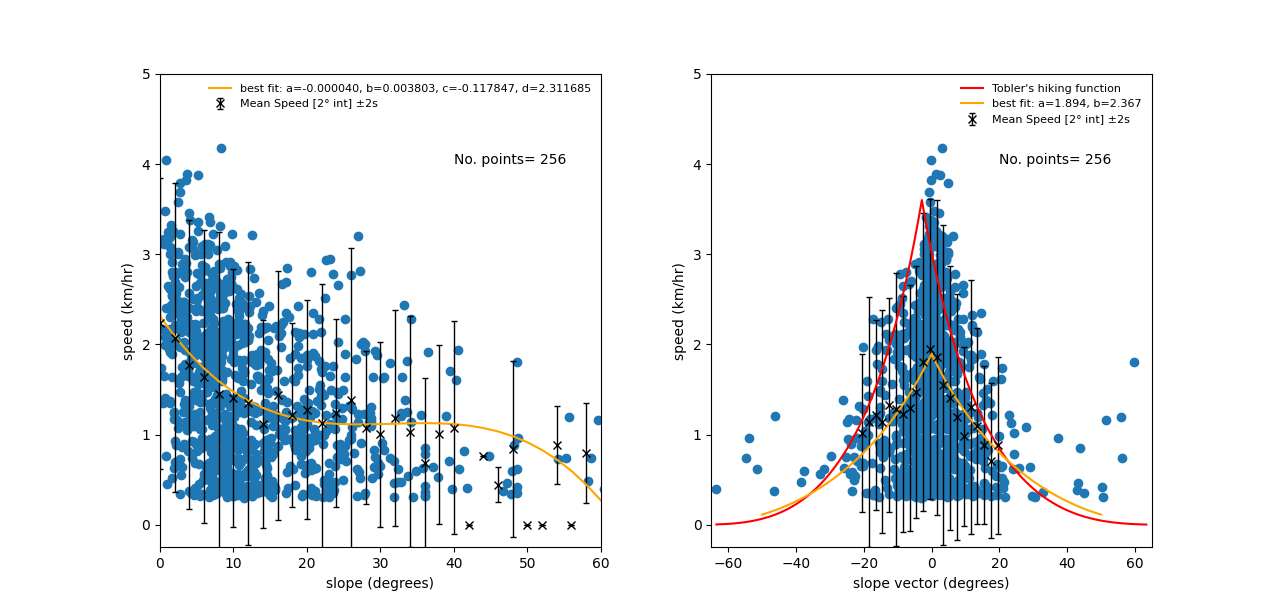 5
4
3
2
1
0
speed (km/hr)
best fit: a=-0.000040, b=0.003803, c=-0.117847, d=2.311685
Mean Speed [2° int] ±2s
No. points= 256
0 10 20 30 40 50 60
slope (degrees)
5
4
3
2
1
0
speed (km/hr)
Tobler's hiking function
best fit: a=1.894, b=2.367
Mean Speed [2° int] ±2s
No. points= 256
−60 −40 −20 0 20 40 60
slope vector (degrees)